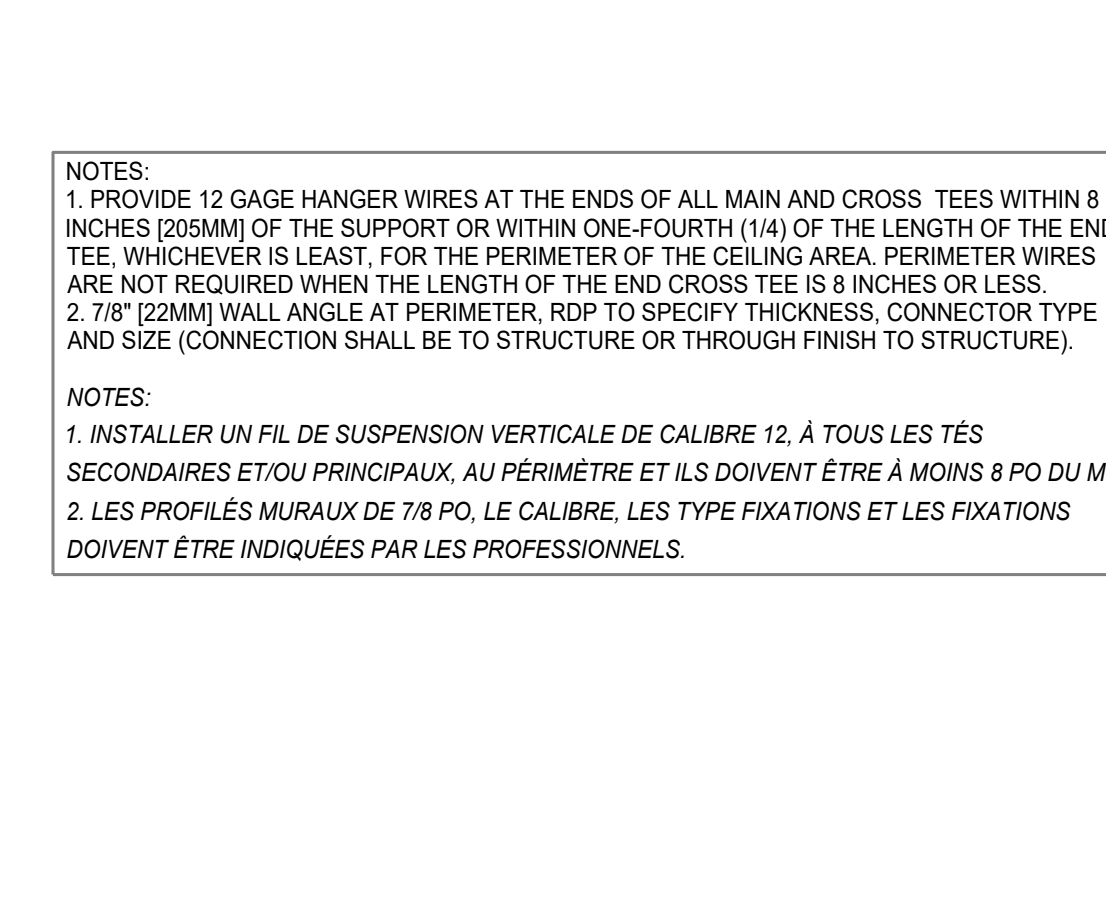 NOTES:
1. PROVIDE 12 GAGE HANGER WIRES AT THE ENDS OF ALL MAIN AND CROSS TEES WITHIN 8
INCHES [205MM] OF THE SUPPORT OR WITHIN ONE-FOURTH (1/4) OF THE LENGTH OF THE END
TEE, WHICHEVER IS LEAST, FOR THE PERIMETER OF THE CEILING AREA. PERIMETER WIRES
ARE NOT REQUIRED WHEN THE LENGTH OF THE END CROSS TEE IS 8 INCHES OR LESS.
2. 7/8" [22MM] WALL ANGLE AT PERIMETER, RDP TO SPECIFY THICKNESS, CONNECTOR TYPE
AND SIZE (CONNECTION SHALL BE TO STRUCTURE OR THROUGH FINISH TO STRUCTURE).
NOTES:
1. INSTALLER UN FIL DE SUSPENSION VERTICALE DE CALIBRE 12, À TOUS LES TÉS
SECONDAIRES ET/OU PRINCIPAUX, AU PÉRIMÈTRE ET ILS DOIVENT ÊTRE À MOINS 8 PO DU
2. LES PROFILÉS MURAUX DE 7/8 PO, LE CALIBRE, LES TYPE FIXATIONS ET LES FIXATIONS
DOIVENT ÊTRE INDIQUÉES PAR LES PROFESSIONNELS.